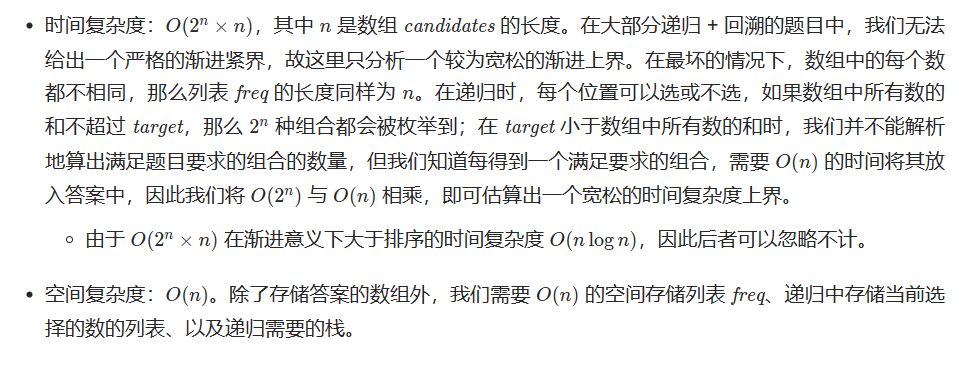 • 时间复杂度：O(2ⁿ × n)，其中 n 是数组 candidates 的长度。在大部分递归 + 回溯的题目中，我们无法
给出一个严格的渐进紧界，故这里只分析一个较为宽松的渐进上界。在最坏的情况下，数组中的每个数
都不相同，那么列表 freq 的长度同样为 n。在递归时，每个位置可以选或不选，如果数组中所有数的
和不超过 target，那么 2ⁿ 种组合都会被枚举到；在 target 小于数组中所有数的和时，我们并不能解析
地算出满足题目要求的组合的数量，但我们知道每得到一个满足要求的组合，需要 O(n) 的时间将其放
入答案中，因此我们将 O(2ⁿ) 与 O(n) 相乘，即可估算出一个宽松的时间复杂度上界。
◦ 由于 O(2ⁿ × n) 在渐进意义下大于排序的时间复杂度 O(n log n)，因此后者可以忽略不计。
• 空间复杂度：O(n)。除了存储答案的数组外，我们需要 O(n) 的空间存储列表 freq、递归中存储当前选
择的数的列表、以及递归需要的栈。